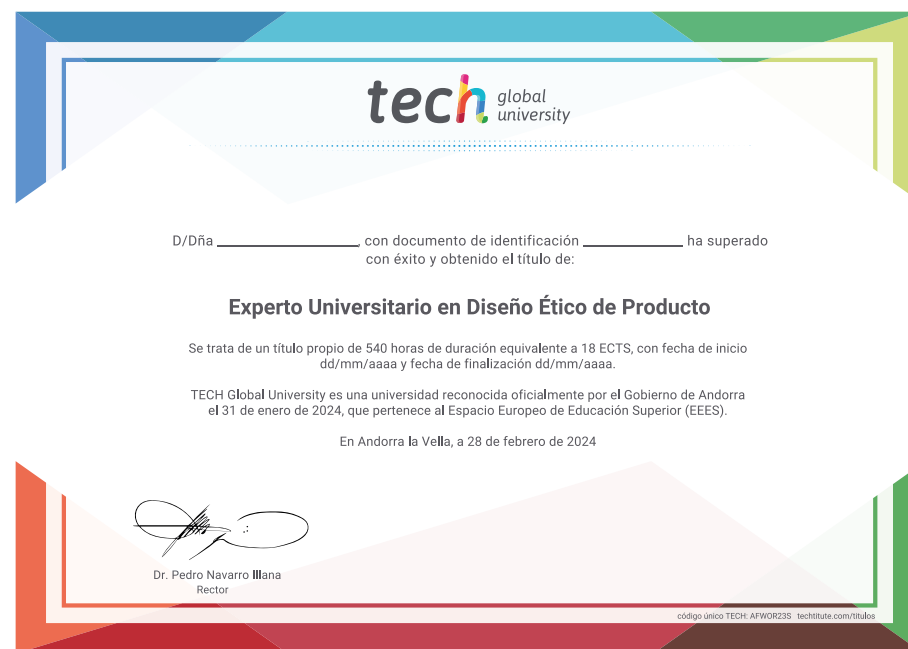 tech global
university
D/Dña ____________________, con documento de identificación ______________ ha superado
con éxito y obtenido el título de:
Experto Universitario en Diseño Ético de Producto
Se trata de un título propio de 540 horas de duración equivalente a 18 ECTS, con fecha de inicio
dd/mm/aaaa y fecha de finalización dd/mm/aaaa.
TECH Global University es una universidad reconocida oficialmente por el Gobierno de Andorra
el 31 de enero de 2024, que pertenece al Espacio Europeo de Educación Superior (EEES).
En Andorra la Vella, a 28 de febrero de 2024
Dr. Pedro Navarro Illana
Rector
código único TECH: AFWOR23S techtitute.com/titulos